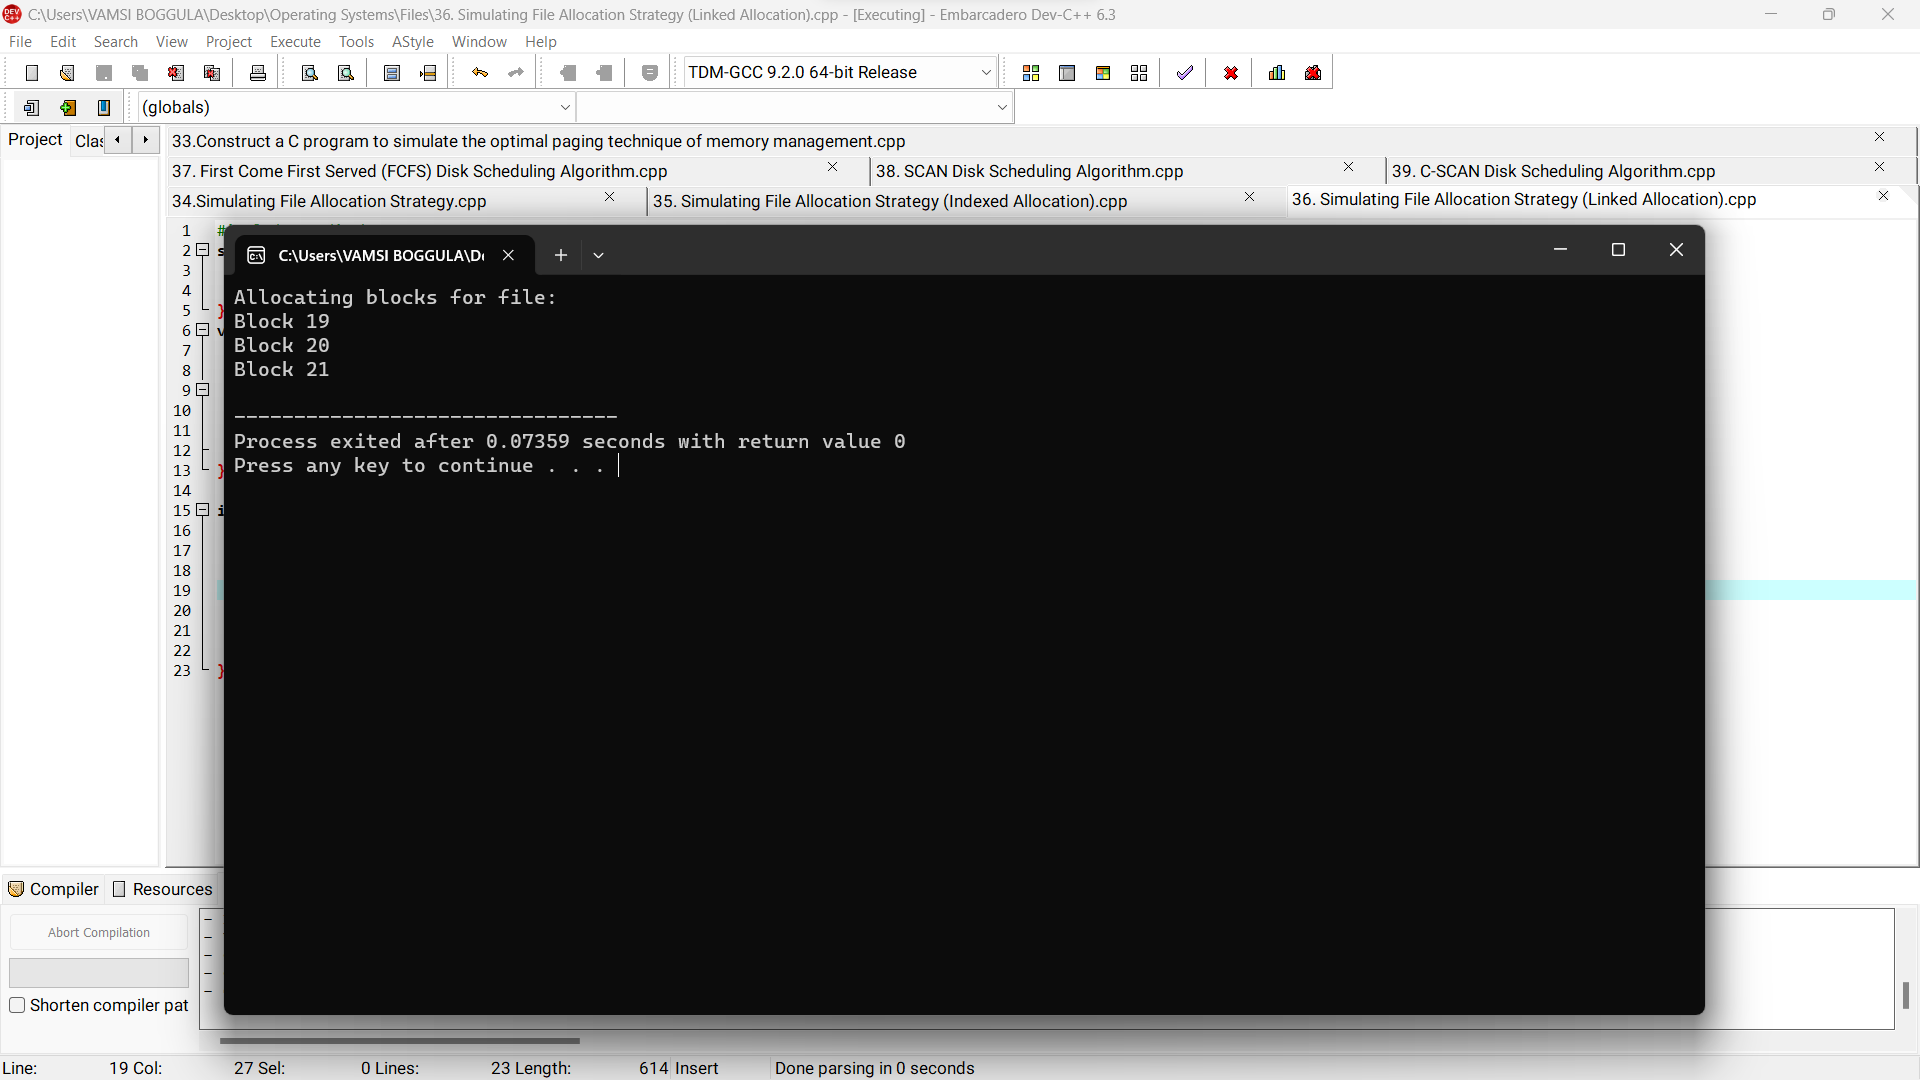 C:\Users\VAMSI BOGGULA\Desktop\Operating Systems\Files\36. Simulating File Allocation Strategy (Linked Allocation).cpp - [Executing] - Embarcadero Dev-C++ 6.3
File Edit Search View Project Execute Tools AStyle Window Help
TDM-GCC 9.2.0 64-bit Release
(globals)
Project Clas
33.Construct a C program to simulate the optimal paging technique of memory management.cpp
37. First Come First Served (FCFS) Disk Scheduling Algorithm.cpp 38. SCAN Disk Scheduling Algorithm.cpp 39. C-SCAN Disk Scheduling Algorithm.cpp
34.Simulating File Allocation Strategy.cpp 35. Simulating File Allocation Strategy (Indexed Allocation).cpp 36. Simulating File Allocation Strategy (Linked Allocation).cpp
C:\Users\VAMSI BOGGULA\De
Allocating blocks for file:
Block 19
Block 20
Block 21
--------------------------------
Process exited after 0.07359 seconds with return value 0
Press any key to continue . . .
1 #
2 s
3
4
5 }
6 v
7
8
9
10
11
12
13 }
14
15 i
16
17
18
19
20
21
22
23 }
Compiler Resources
Abort Compilation
Shorten compiler pat
Line: 19 Col: 27 Sel: 0 Lines: 23 Length: 614 Insert Done parsing in 0 seconds